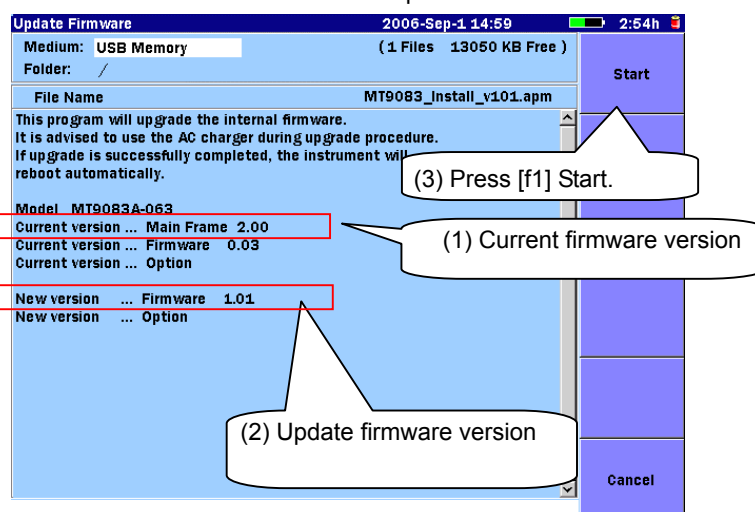 Update Firmware 2006-Sep-1 14:59 2:54h
Medium: USB Memory (1 Files 13050 KB Free )
Folder: /
Start
File Name MT9083_Install_v101.apm
This program will upgrade the internal firmware.
It is advised to use the AC charger during upgrade procedure.
If upgrade is successfully completed, the instrument will
reboot automatically.
(3) Press [f1] Start.
Model MT9083A-063
Current version ... Main Frame 2.00
(1) Current firmware version
Current version ... Firmware 0.03
Current version ... Option
New version ... Firmware 1.01
New version ... Option
(2) Update firmware version
Cancel